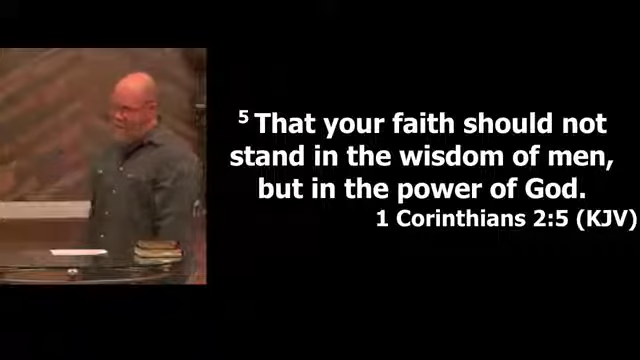 5 That your faith should not
stand in the wisdom of men,
but in the power of God.
1 Corinthians 2:5 (KJV)